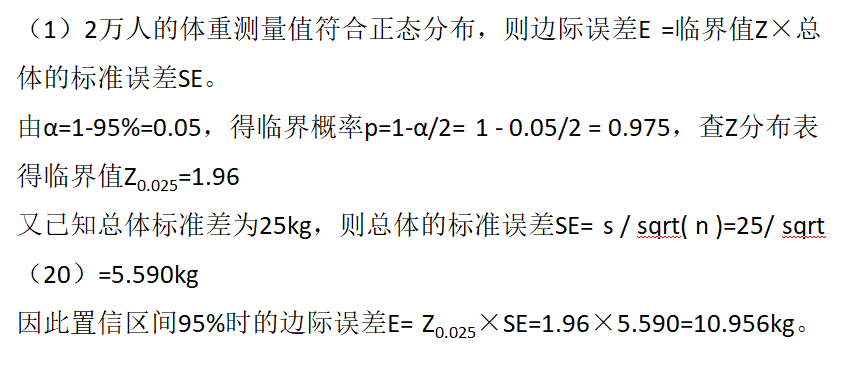 （1）2万人的体重测量值符合正态分布，则边际误差E =临界值Z×总
体的标准误差SE。
由α=1-95%=0.05，得临界概率p=1-α/2= 1 - 0.05/2 = 0.975，查Z分布表
得临界值Z0.025=1.96
又已知总体标准差为25kg，则总体的标准误差SE= s / sqrt( n )=25/ sqrt
（20）=5.590kg
因此置信区间95%时的边际误差E= Z0.025×SE=1.96×5.590=10.956kg。